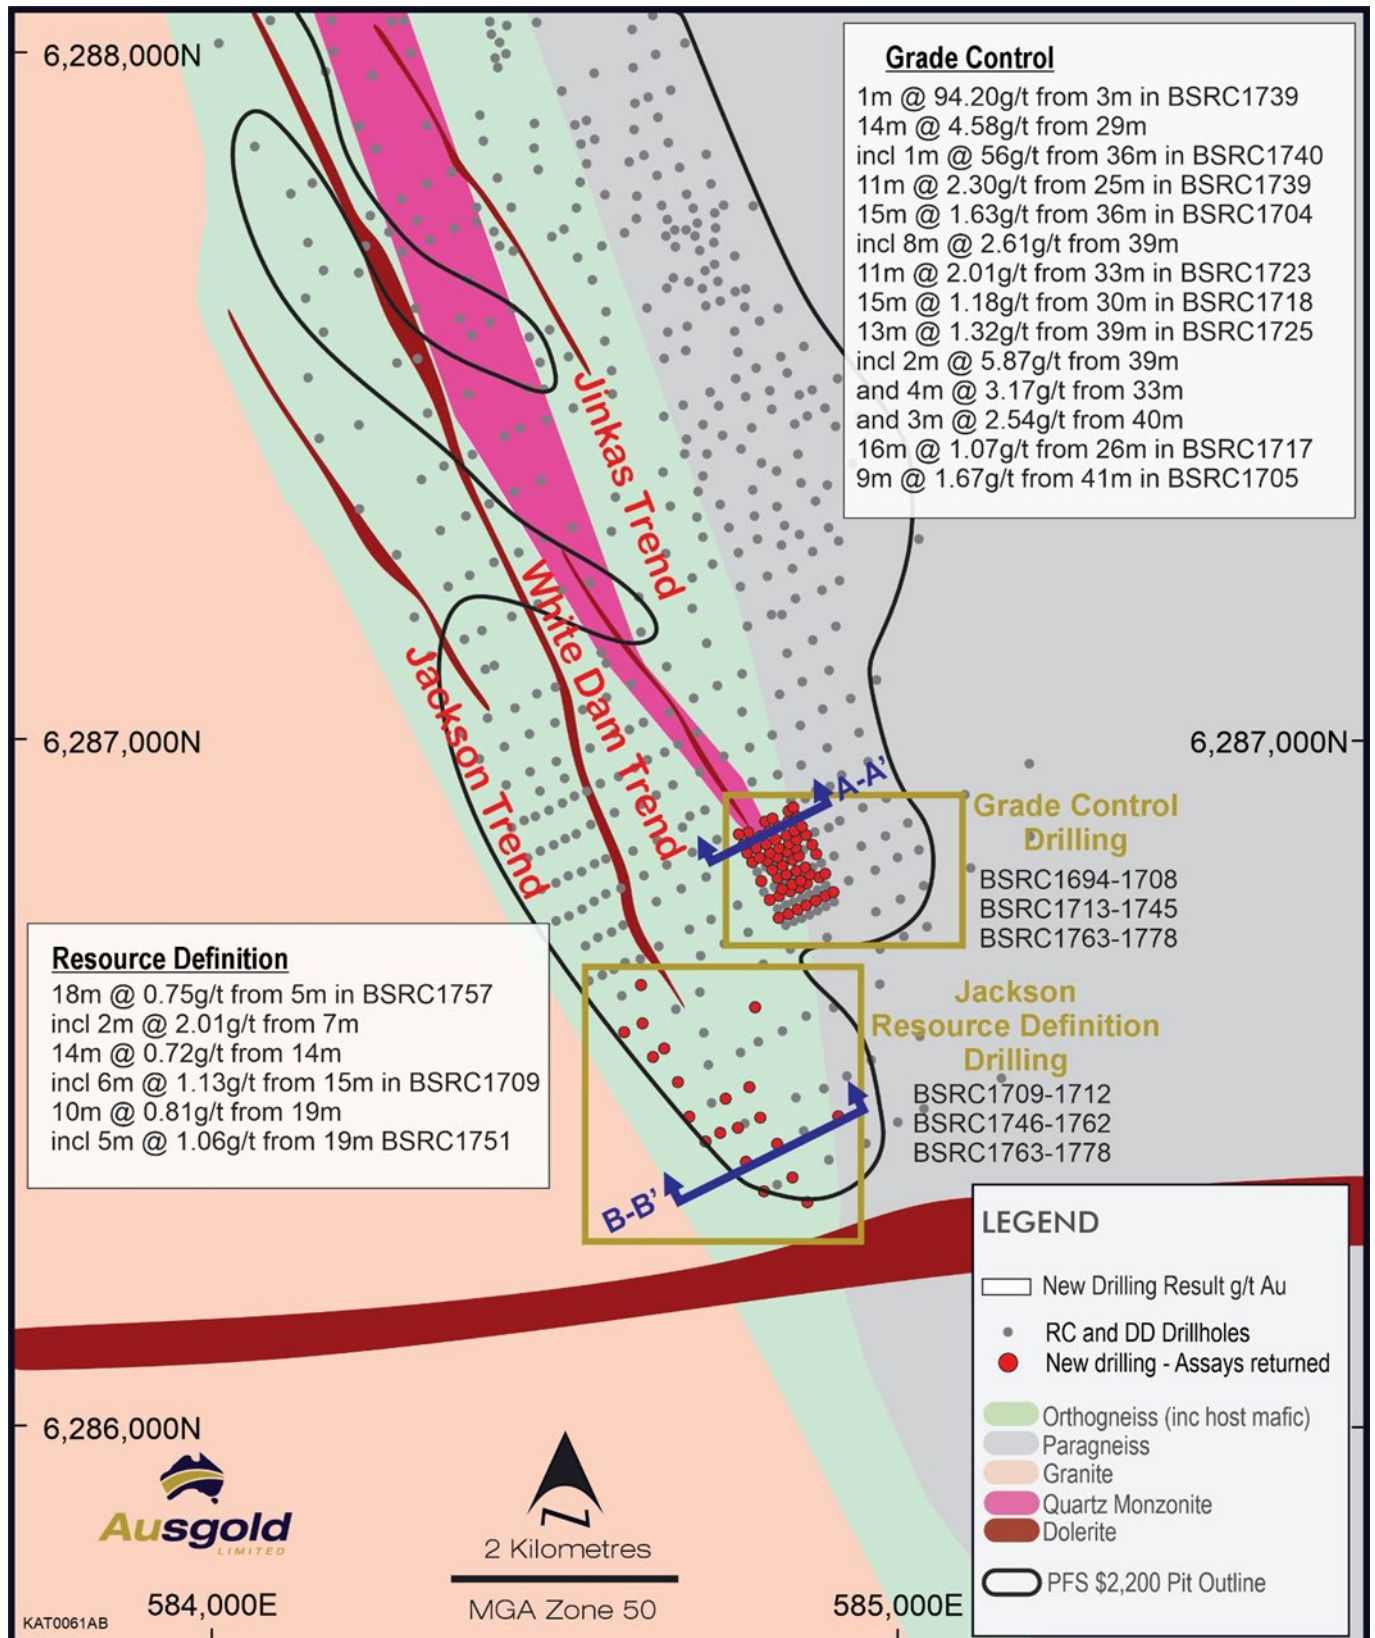 6,288,000N
Grade Control
1m @ 94.20g/t from 3m in BSRC1739
14m @ 4.58g/t from 29m
incl 1m @ 56g/t from 36m in BSRC1740
11m @ 2.30g/t from 25m in BSRC1739
15m @ 1.63g/t from 36m in BSRC1704
incl 8m @ 2.61g/t from 39m
11m @ 2.01g/t from 33m in BSRC1723
15m @ 1.18g/t from 30m in BSRC1718
13m @ 1.32g/t from 39m in BSRC1725
incl 2m @ 5.87g/t from 39m
and 4m @ 3.17g/t from 33m
and 3m @ 2.54g/t from 40m
16m @ 1.07g/t from 26m in BSRC1717
9m @ 1.67g/t from 41m in BSRC1705
Jinkas Trend
White Dam Trend
Jackson Trend
6,287,000N
6,287,000N
A-A'
Grade Control
Drilling
BSRC1694-1708
BSRC1713-1745
BSRC1763-1778
Resource Definition
18m @ 0.75g/t from 5m in BSRC1757
incl 2m @ 2.01g/t from 7m
14m @ 0.72g/t from 14m
incl 6m @ 1.13g/t from 15m in BSRC1709
10m @ 0.81g/t from 19m
incl 5m @ 1.06g/t from 19m BSRC1751
Jackson
Resource Definition
Drilling
BSRC1709-1712
BSRC1746-1762
BSRC1763-1778
B-B'
LEGEND
New Drilling Result g/t Au
RC and DD Drillholes
New drilling - Assays returned
Orthogneiss (inc host mafic)
Paragneiss
Granite
Quartz Monzonite
Dolerite
PFS $2,200 Pit Outline
6,286,000N
Ausgold
LIMITED
N
2 Kilometres
MGA Zone 50
584,000E
585,000E
KAT0061AB